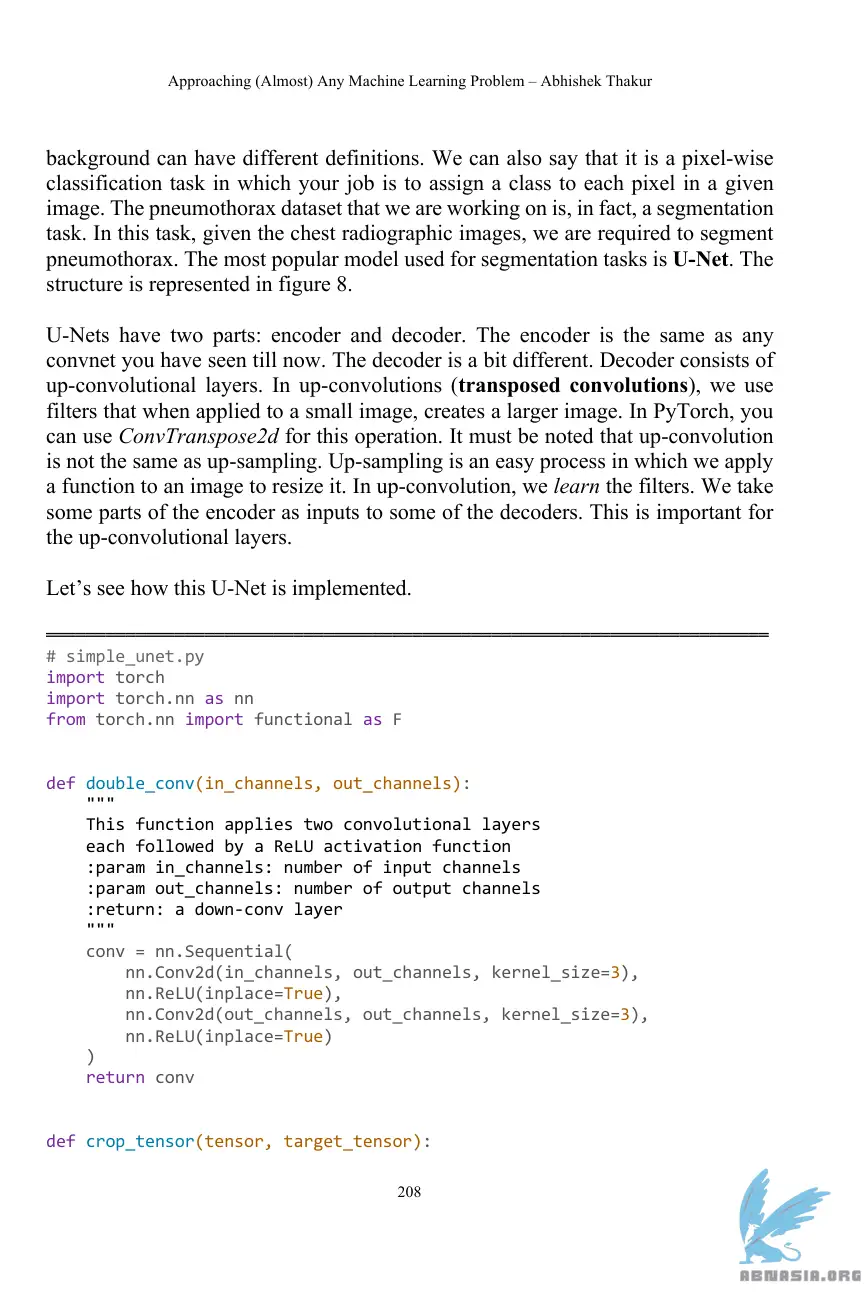 Approaching (Almost) Any Machine Learning Problem – Abhishek Thakur
background can have different definitions. We can also say that it is a pixel-wise
classification task in which your job is to assign a class to each pixel in a given
image. The pneumothorax dataset that we are working on is, in fact, a segmentation
task. In this task, given the chest radiographic images, we are required to segment
pneumothorax. The most popular model used for segmentation tasks is U-Net. The
structure is represented in figure 8.
U-Nets have two parts: encoder and decoder. The encoder is the same as any
convnet you have seen till now. The decoder is a bit different. Decoder consists of
up-convolutional layers. In up-convolutions (transposed convolutions), we use
filters that when applied to a small image, creates a larger image. In PyTorch, you
can use ConvTranspose2d for this operation. It must be noted that up-convolution
is not the same as up-sampling. Up-sampling is an easy process in which we apply
a function to an image to resize it. In up-convolution, we learn the filters. We take
some parts of the encoder as inputs to some of the decoders. This is important for
the up-convolutional layers.
Let’s see how this U-Net is implemented.
# simple_unet.py
import torch
import torch.nn as nn
from torch.nn import functional as F
def double_conv(in_channels, out_channels):
    """
    This function applies two convolutional layers
    each followed by a ReLU activation function
    :param in_channels: number of input channels
    :param out_channels: number of output channels
    :return: a down-conv layer
    """
    conv = nn.Sequential(
        nn.Conv2d(in_channels, out_channels, kernel_size=3),
        nn.ReLU(inplace=True),
        nn.Conv2d(out_channels, out_channels, kernel_size=3),
        nn.ReLU(inplace=True)
    )
    return conv
def crop_tensor(tensor, target_tensor):
208
ABNASIA.ORG